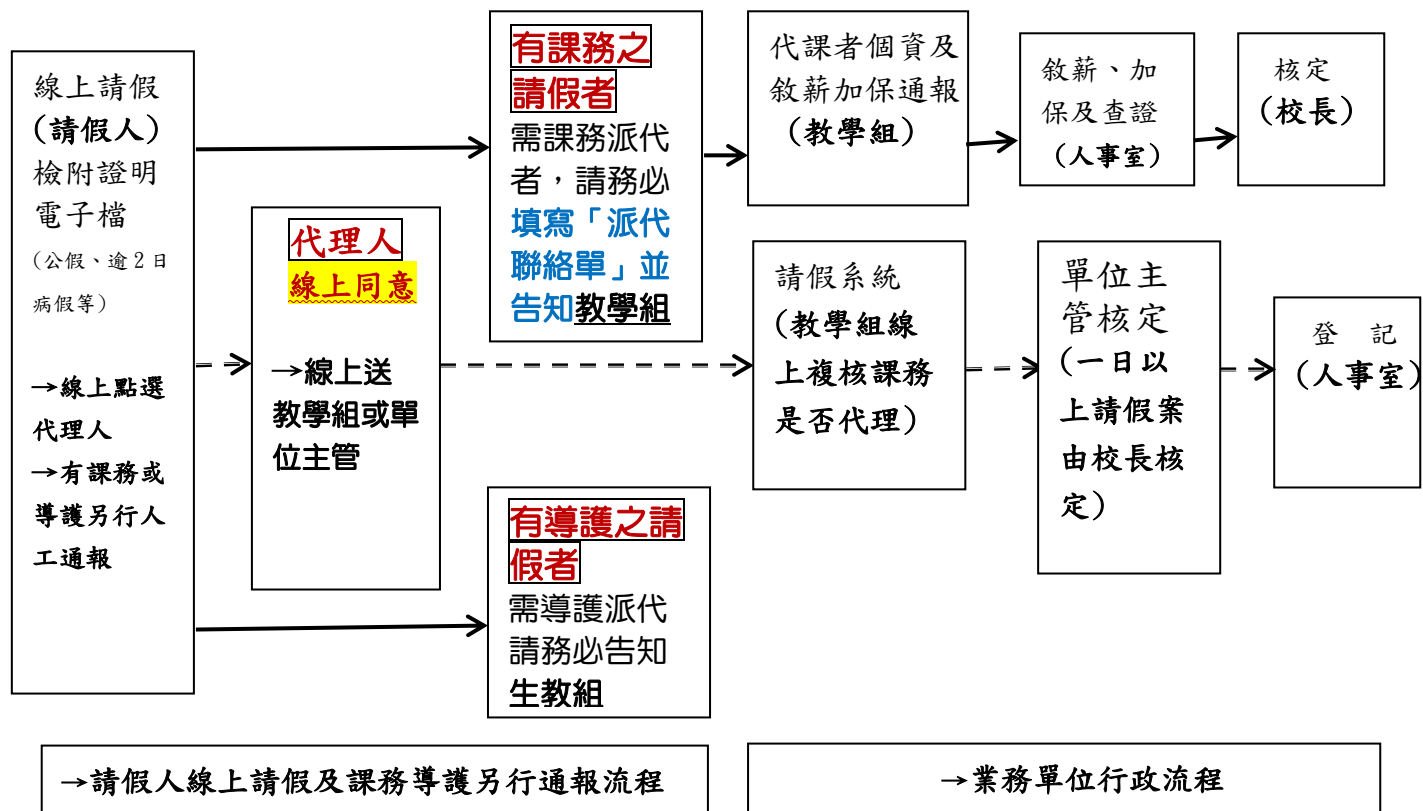 線上請假
(請假人)
檢附證明
電子檔
(公假、逾2日
病假等)
→線上點選
代理人
→有課務或
導護另行人
工通報
代理人
線上同意
→線上送
教學組或單
位主管
有課務之
請假者
需課務派代
者，請務必
填寫「派代
聯絡單」並
告知教學組
有導護之請
假者
需導護派代
請務必告知
生教組
代課者個資及
敘薪加保通報
(教學組)
敘薪、加
保及查證
(人事室)
核定
(校長)
請假系統
(教學組線
上複核課務
是否代理)
單位主
管核定
(一日以
上請假案
由校長核
定)
登 記
(人事室)
→請假人線上請假及課務導護另行通報流程
→業務單位行政流程